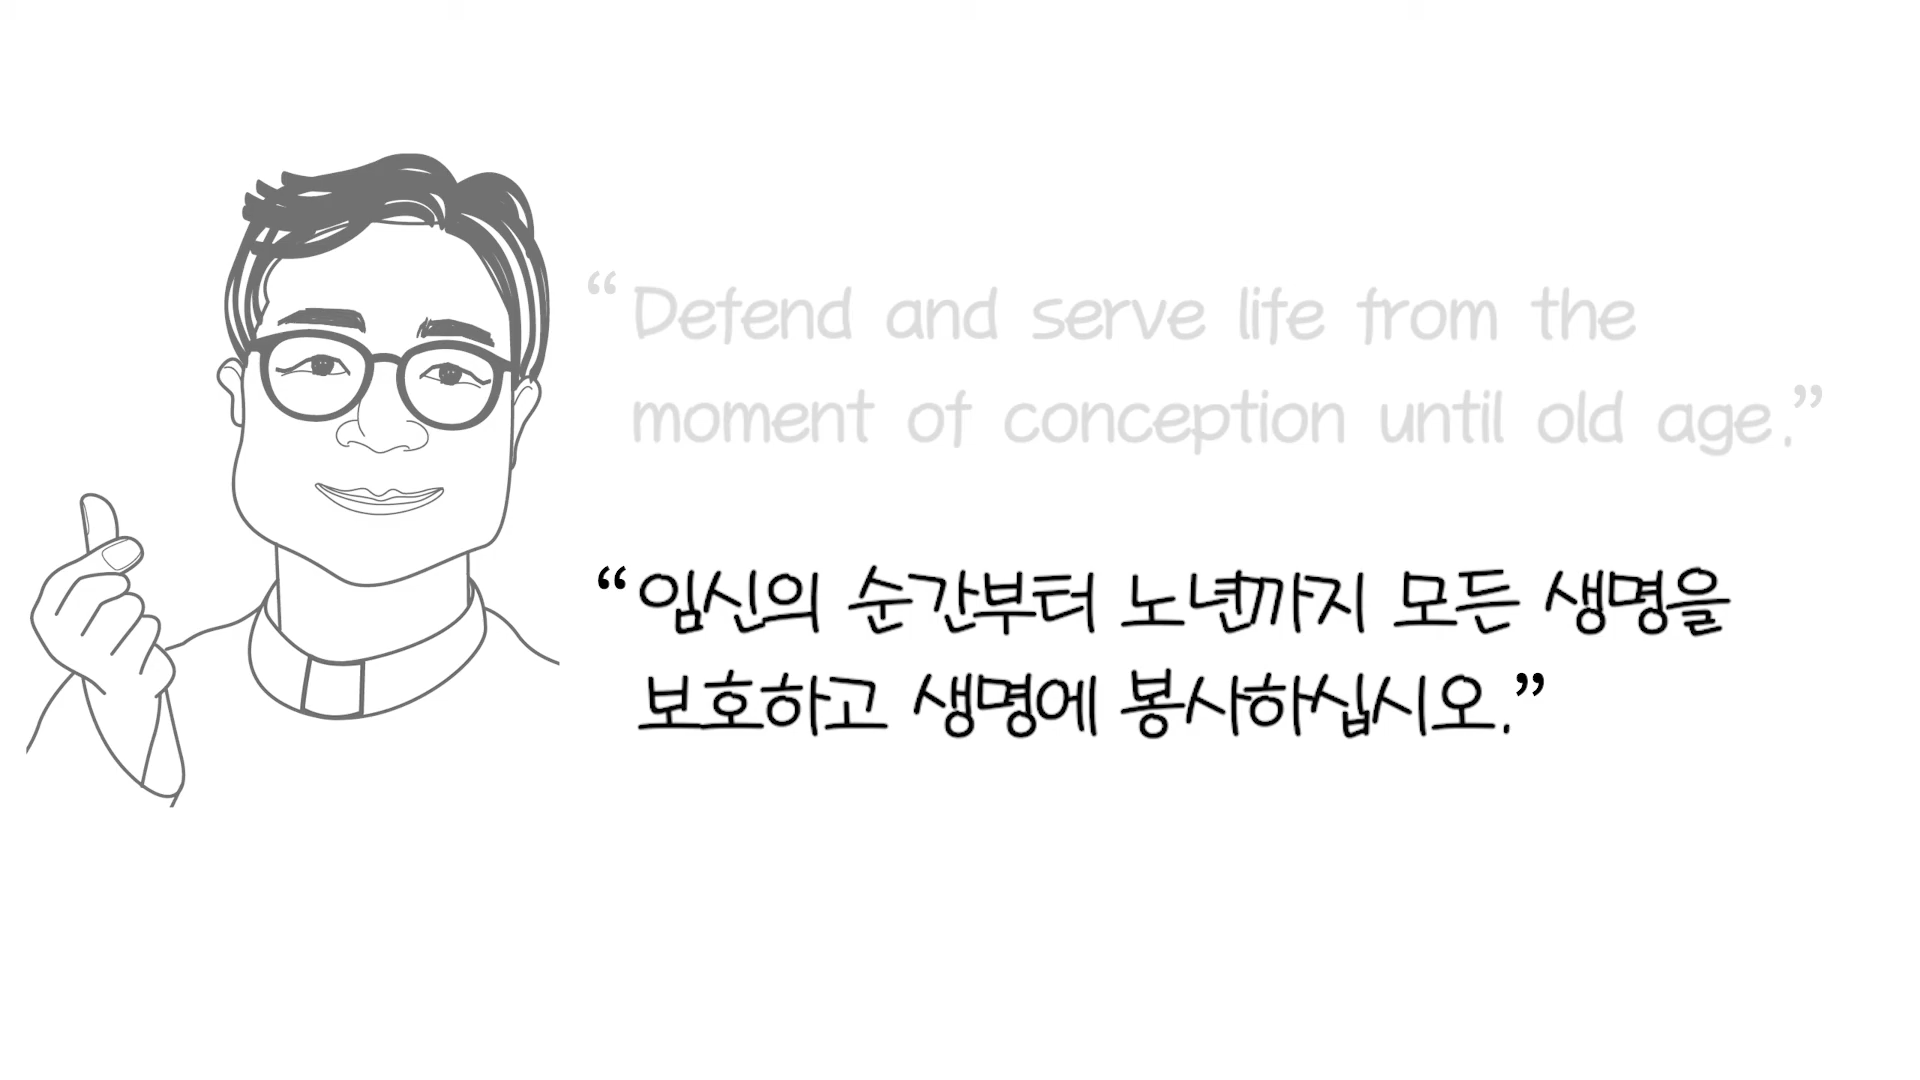 “Defend and serve life from the
moment of conception until old age.”
“임신의 순간부터 노년까지 모든 생명을
보호하고 생명에 봉사하십시오.”